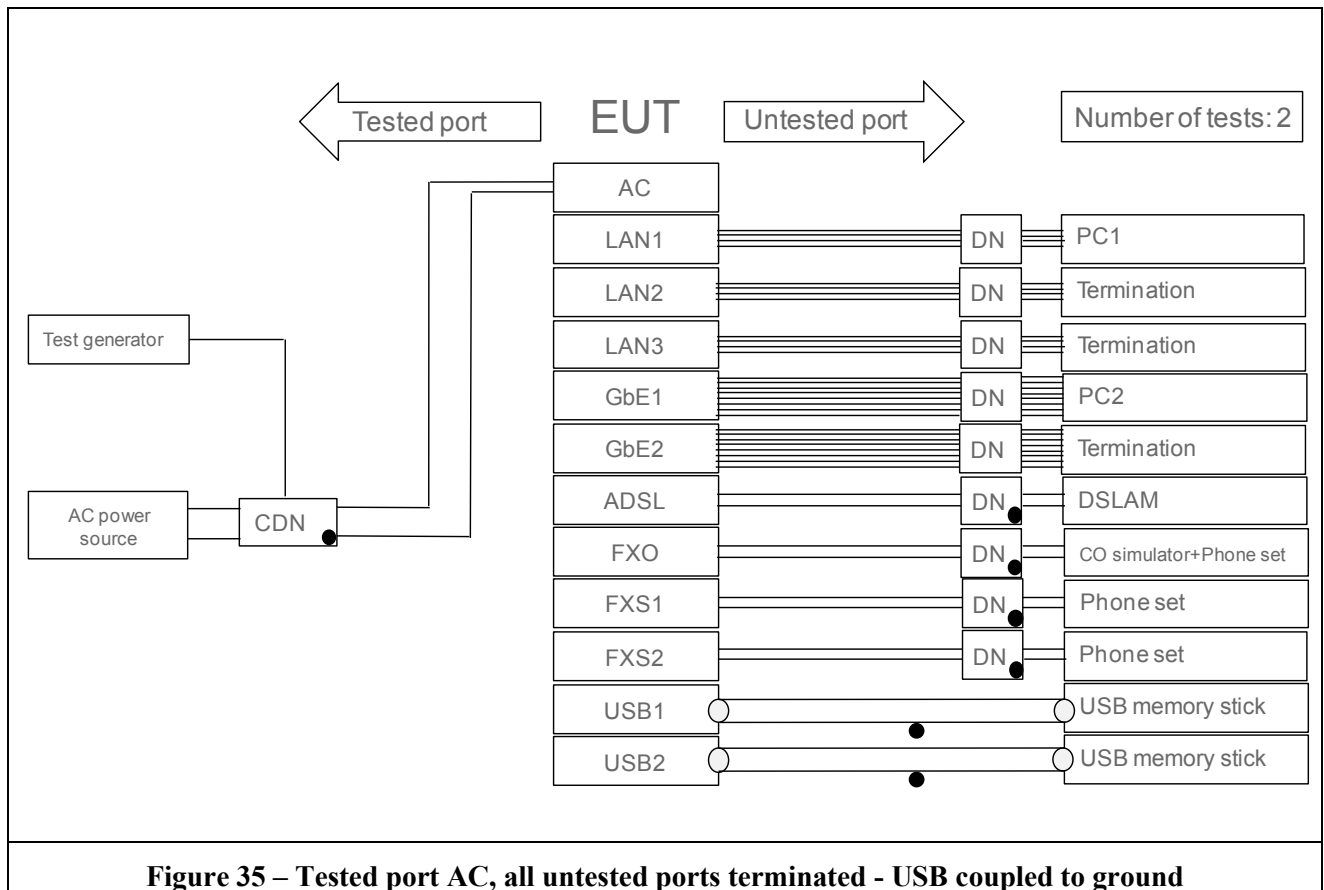 Tested port
EUT
Untested port
Number of tests: 2
AC
LAN1
DN
PC1
LAN2
DN
Termination
Test generator
LAN3
DN
Termination
GbE1
DN
PC2
GbE2
DN
Termination
AC power
source
CDN
ADSL
DN
DSLAM
FXO
DN
CO simulator+Phone set
FXS1
DN
Phone set
FXS2
DN
Phone set
USB1
USB memory stick
USB2
USB memory stick
Figure 35 – Tested port AC, all untested ports terminated - USB coupled to ground